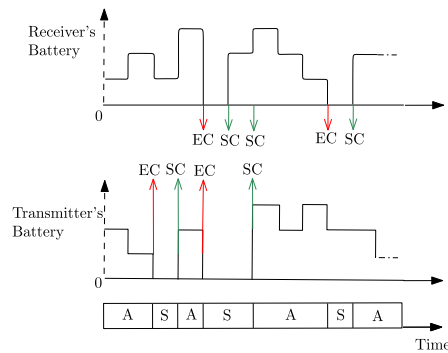 Receiver's
Battery
0
EC SC SC EC SC
EC SC EC SC
Transmitter's
Battery
0
A S A S A S A
Time